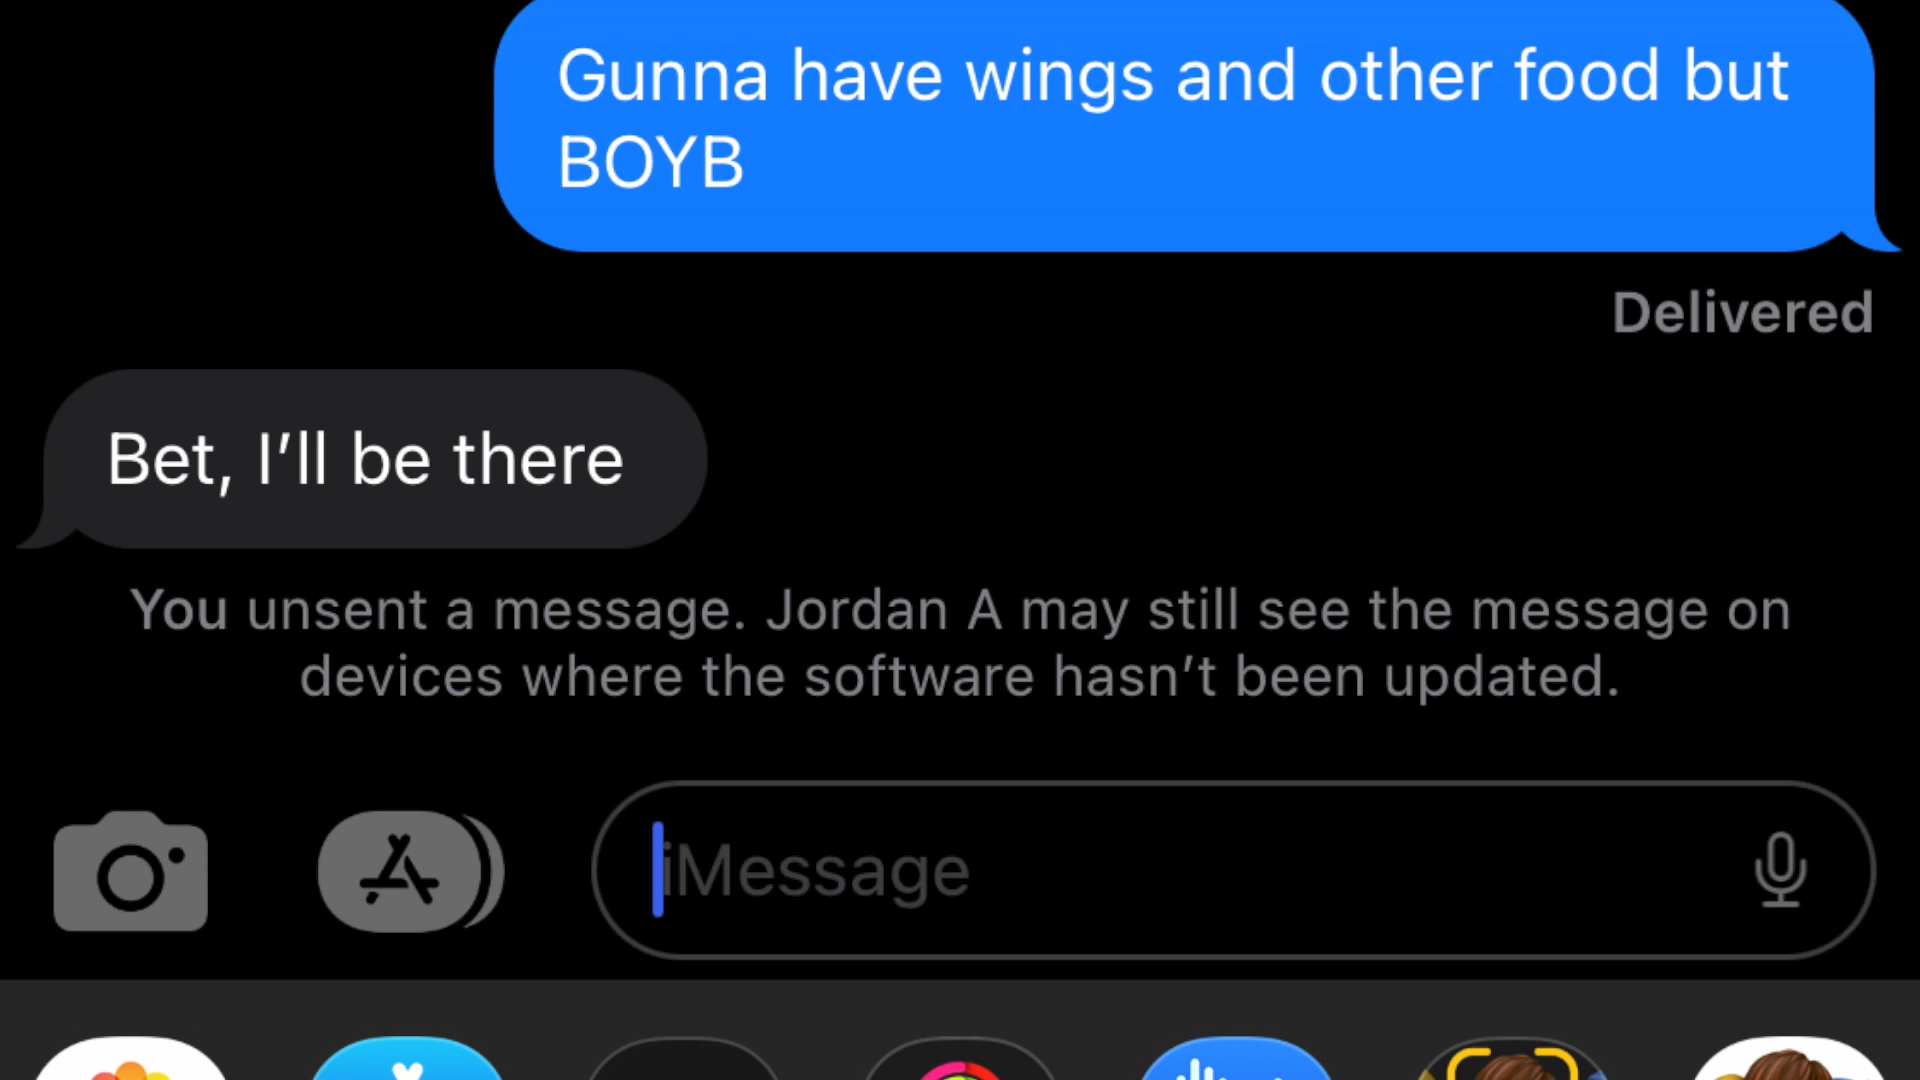 Gunna have wings and other food but
BOYB
Delivered
Bet, I’ll be there
You unsent a message. Jordan A may still see the message on
devices where the software hasn’t been updated.
iMessage